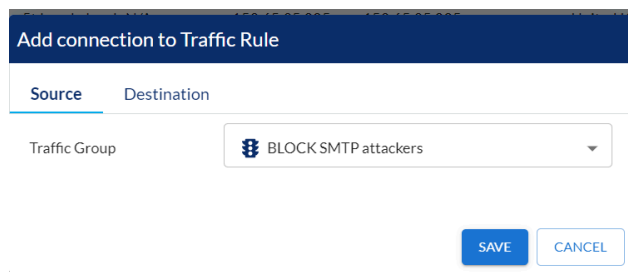 Add connection to Traffic Rule
Source Destination
Traffic Group BLOCK SMTP attackers
SAVE CANCEL